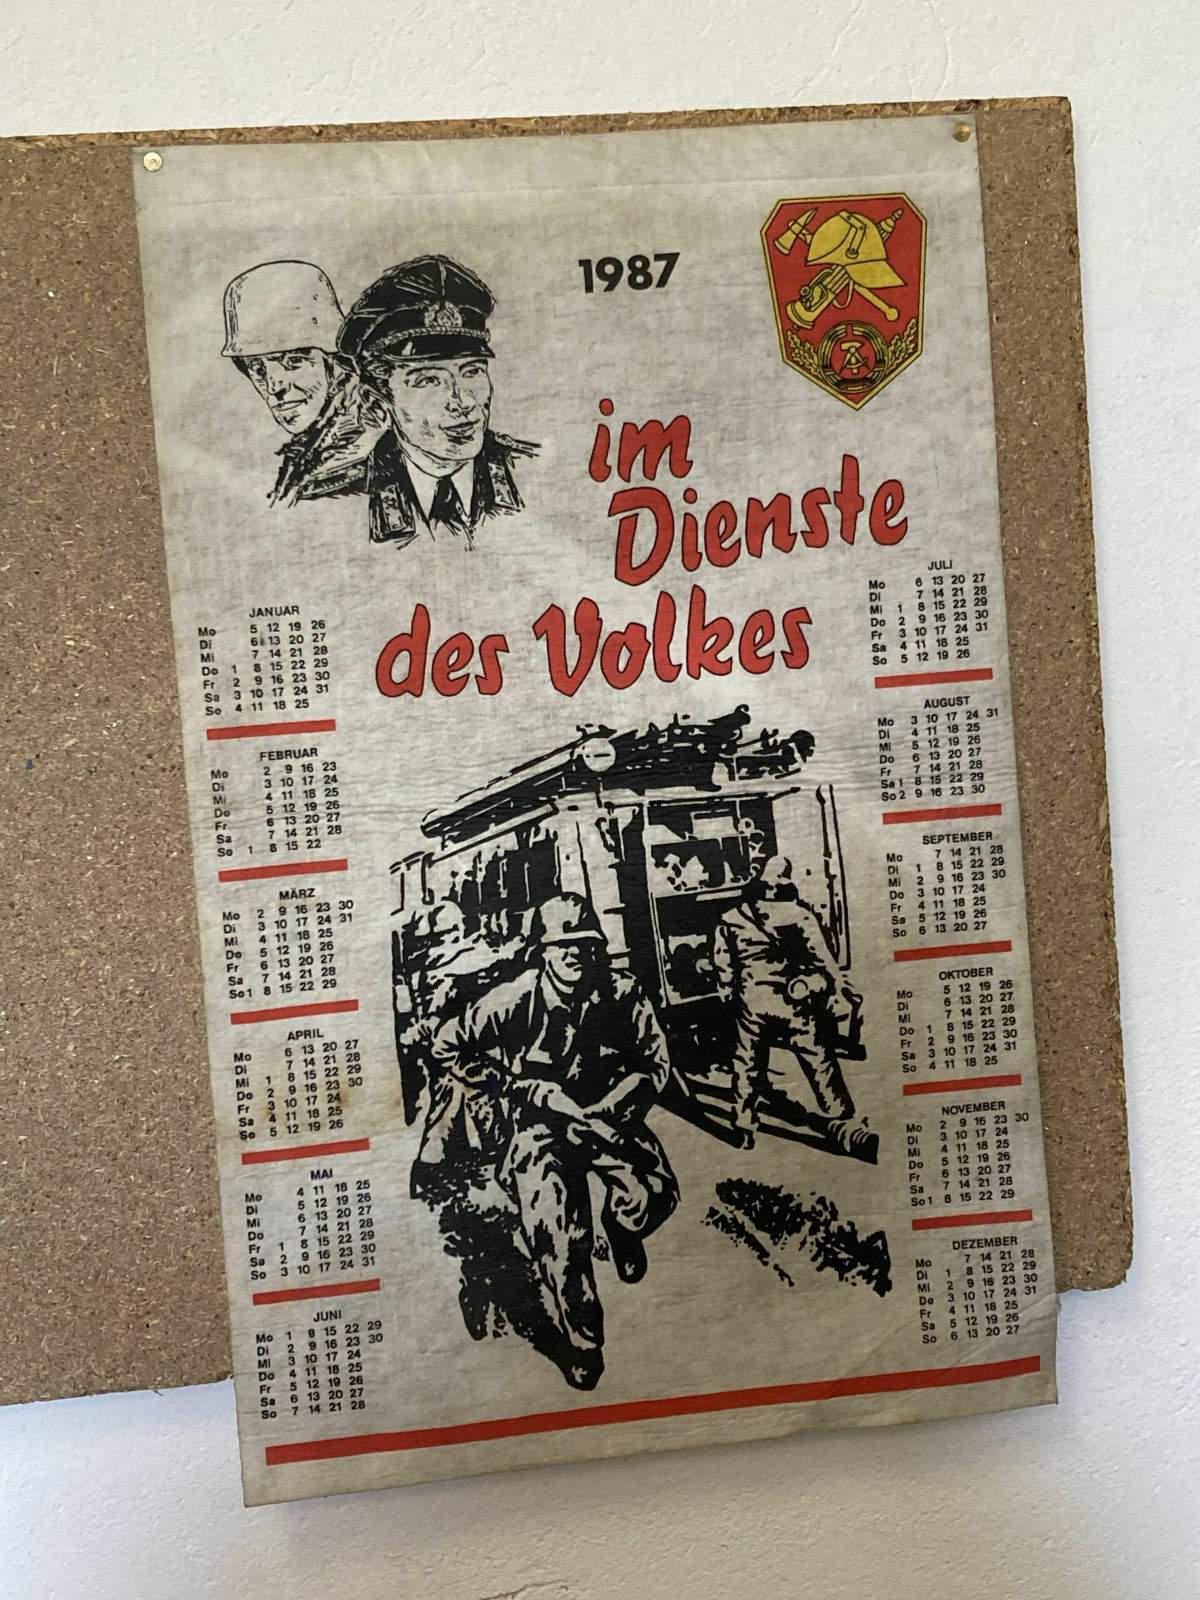 1987
im
Dienste
des Volkes
JANUAR
Mo 5 12 19 26
Di 6 13 20 27
Mi 7 14 21 28
Do 1 8 15 22 29
Fr 2 9 16 23 30
Sa 3 10 17 24 31
So 4 11 18 25
FEBRUAR
Mo 2 9 16 23
Di 3 10 17 24
Mi 4 11 18 25
Do 5 12 19 26
Fr 6 13 20 27
Sa 7 14 21 28
So 1 8 15 22
MÄRZ
Mo 2 9 16 23 30
Di 3 10 17 24 31
Mi 4 11 18 25
Do 5 12 19 26
Fr 6 13 20 27
Sa 7 14 21 28
So 1 8 15 22 29
APRIL
Mo 6 13 20 27
Di 7 14 21 28
Mi 1 8 15 22 29
Do 2 9 16 23 30
Fr 3 10 17 24
Sa 4 11 18 25
So 5 12 19 26
MAI
Mo 4 11 18 25
Di 5 12 19 26
Mi 6 13 20 27
Do 7 14 21 28
Fr 1 8 15 22 29
Sa 2 9 16 23 30
So 3 10 17 24 31
JUNI
Mo 1 8 15 22 29
Di 2 9 16 23 30
Mi 3 10 17 24
Do 4 11 18 25
Fr 5 12 19 26
Sa 6 13 20 27
So 7 14 21 28
JULI
Mo 6 13 20 27
Di 7 14 21 28
Mi 1 8 15 22 29
Do 2 9 16 23 30
Fr 3 10 17 24 31
Sa 4 11 18 25
So 5 12 19 26
AUGUST
Mo 3 10 17 24 31
Di 4 11 18 25
Mi 5 12 19 26
Do 6 13 20 27
Fr 7 14 21 28
Sa 1 8 15 22 29
So 2 9 16 23 30
SEPTEMBER
Mo 7 14 21 28
Di 1 8 15 22 29
Mi 2 9 16 23 30
Do 3 10 17 24
Fr 4 11 18 25
Sa 5 12 19 26
So 6 13 20 27
OKTOBER
Mo 5 12 19 26
Di 6 13 20 27
Mi 7 14 21 28
Do 1 8 15 22 29
Fr 2 9 16 23 30
Sa 3 10 17 24 31
So 4 11 18 25
NOVEMBER
Mo 2 9 16 23 30
Di 3 10 17 24
Mi 4 11 18 25
Do 5 12 19 26
Fr 6 13 20 27
Sa 7 14 21 28
So 1 8 15 22 29
DEZEMBER
Mo 7 14 21 28
Di 1 8 15 22 29
Mi 2 9 16 23 30
Do 3 10 17 24 31
Fr 4 11 18 25
Sa 5 12 19 26
So 6 13 20 27